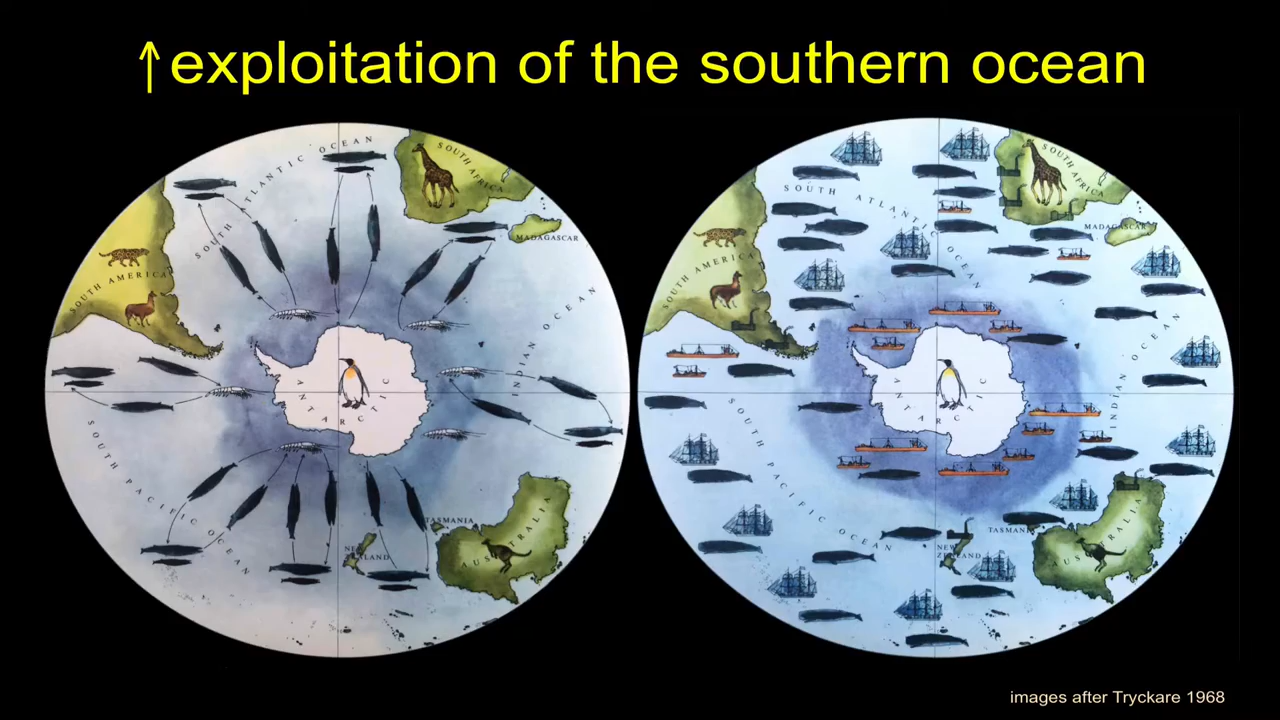 ↑exploitation of the southern ocean
SOUTH ATLANTIC OCEAN
SOUTH AFRICA
MADAGASCAR
SOUTH AMERICA
INDIAN OCEAN
ANTARCTIC
SOUTH PACIFIC OCEAN
TASMANIA
NEW ZEALAND
AUSTRALIA
SOUTH ATLANTIC OCEAN
SOUTH AFRICA
MADAGASCAR
SOUTH AMERICA
INDIAN OCEAN
ANTARCTIC
SOUTH PACIFIC OCEAN
TASMANIA
NEW ZEALAND
AUSTRALIA
images after Tryckare 1968